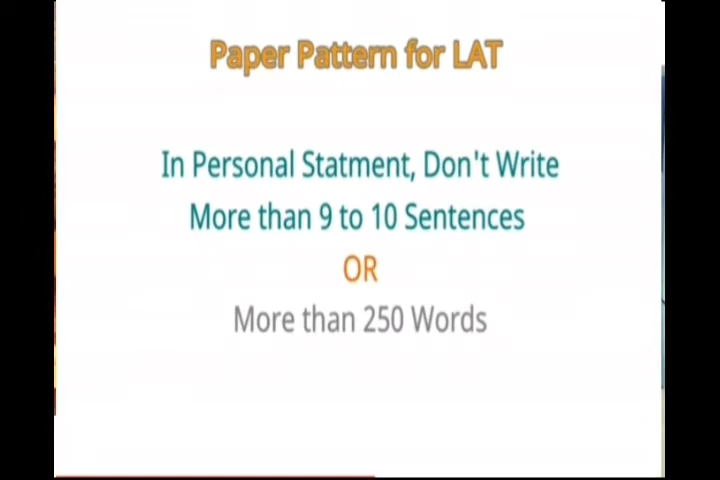 Paper Pattern for LAT
In Personal Statment, Don't Write
More than 9 to 10 Sentences
OR
More than 250 Words